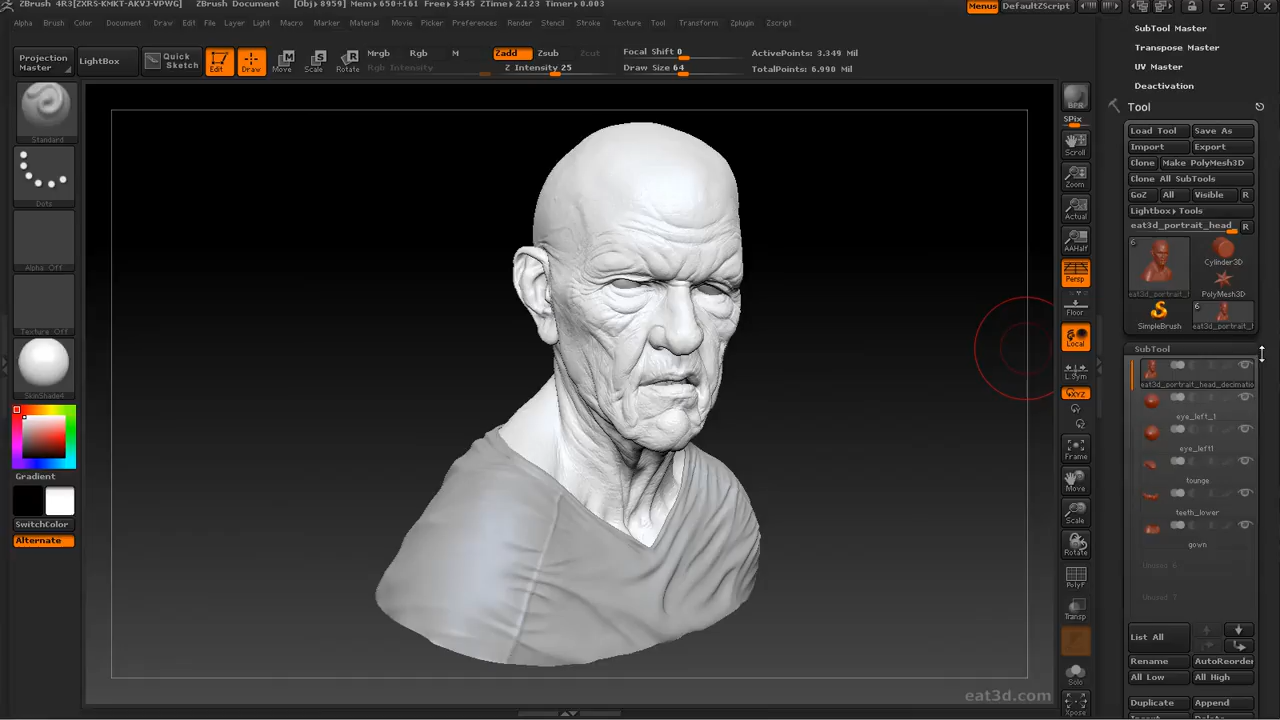 ZBrush 4R3[ZXRS-KMKT-AKVJ-VPWG] ZBrush Document [Obj▸8959] Mem▸650+161 Free▸3445 ZTime▸2.123 Timer▸0.003 Menus DefaultZScript
Alpha Brush Color Document Draw Edit File Layer Light Macro Marker Material Movie Picker Preferences Render Stencil Stroke Texture Tool Transform Zplugin Zscript
Projection Master
LightBox
Quick Sketch
Edit
Draw
Move
Scale
Rotate
Mrgb Rgb M
Rgb Intensity
Zadd Zsub Zcut
Z Intensity 25
Focal Shift 0
Draw Size 64
ActivePoints: 3.349 Mil
TotalPoints: 6.990 Mil
Standard
Dots
Alpha Off
Texture Off
SkinShade4
Gradient
SwitchColor
Alternate
BPR
SPix
Scroll
Zoom
Actual
AAHalf
Persp
Floor
Local
L.Sym
XYZ
Frame
Move
Scale
Rotate
PolyF
Transp
Solo
Xpose
SubTool Master
Transpose Master
UV Master
Deactivation
Tool
Load Tool Save As
Import Export
Clone Make PolyMesh3D
Clone All SubTools
GoZ All Visible R
Lightbox▸Tools
eat3d_portrait_head R
6
eat3d_portrait_
Cylinder3D
PolyMesh3D
SimpleBrush
6
eat3d_portrait_
SubTool
eat3d_portrait_head_decimatio
eye_left_1
eye_left1
tounge
teeth_lower
gown
Unused 6
Unused 7
List All
Rename AutoReorder
All Low All High
Duplicate Append
eat3d.com